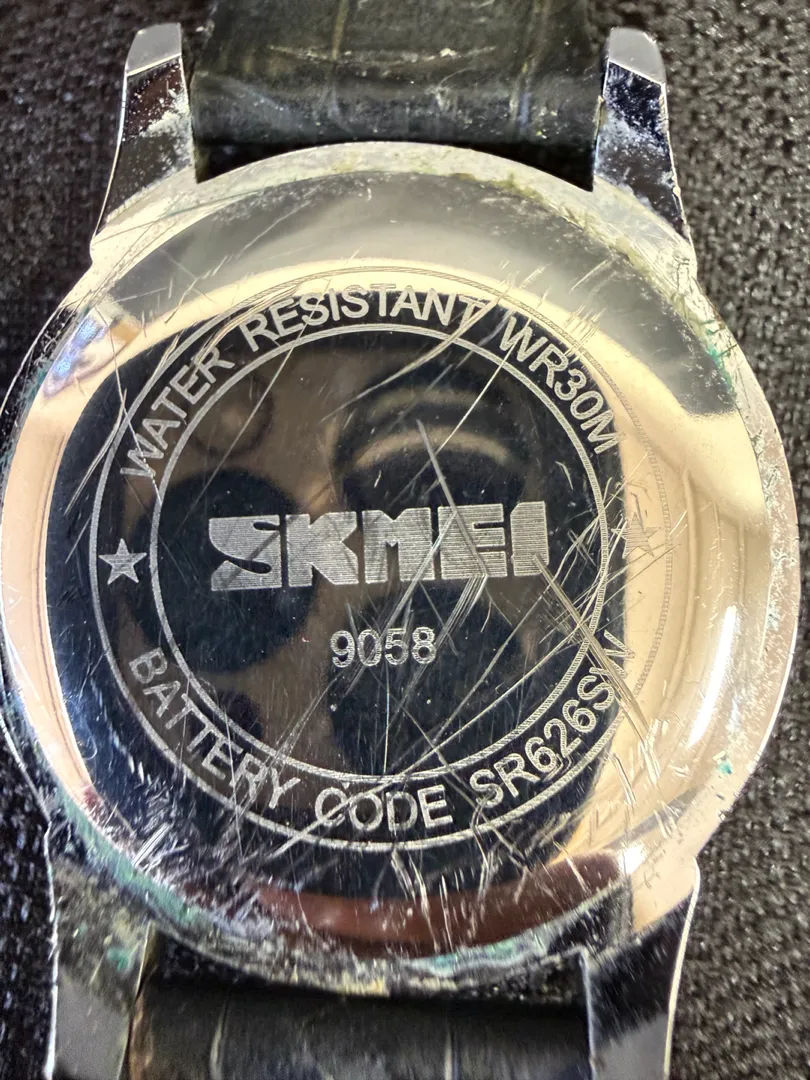 WATER RESISTANT WR30M
SKMEI
9058
BATTERY CODE SR626SW